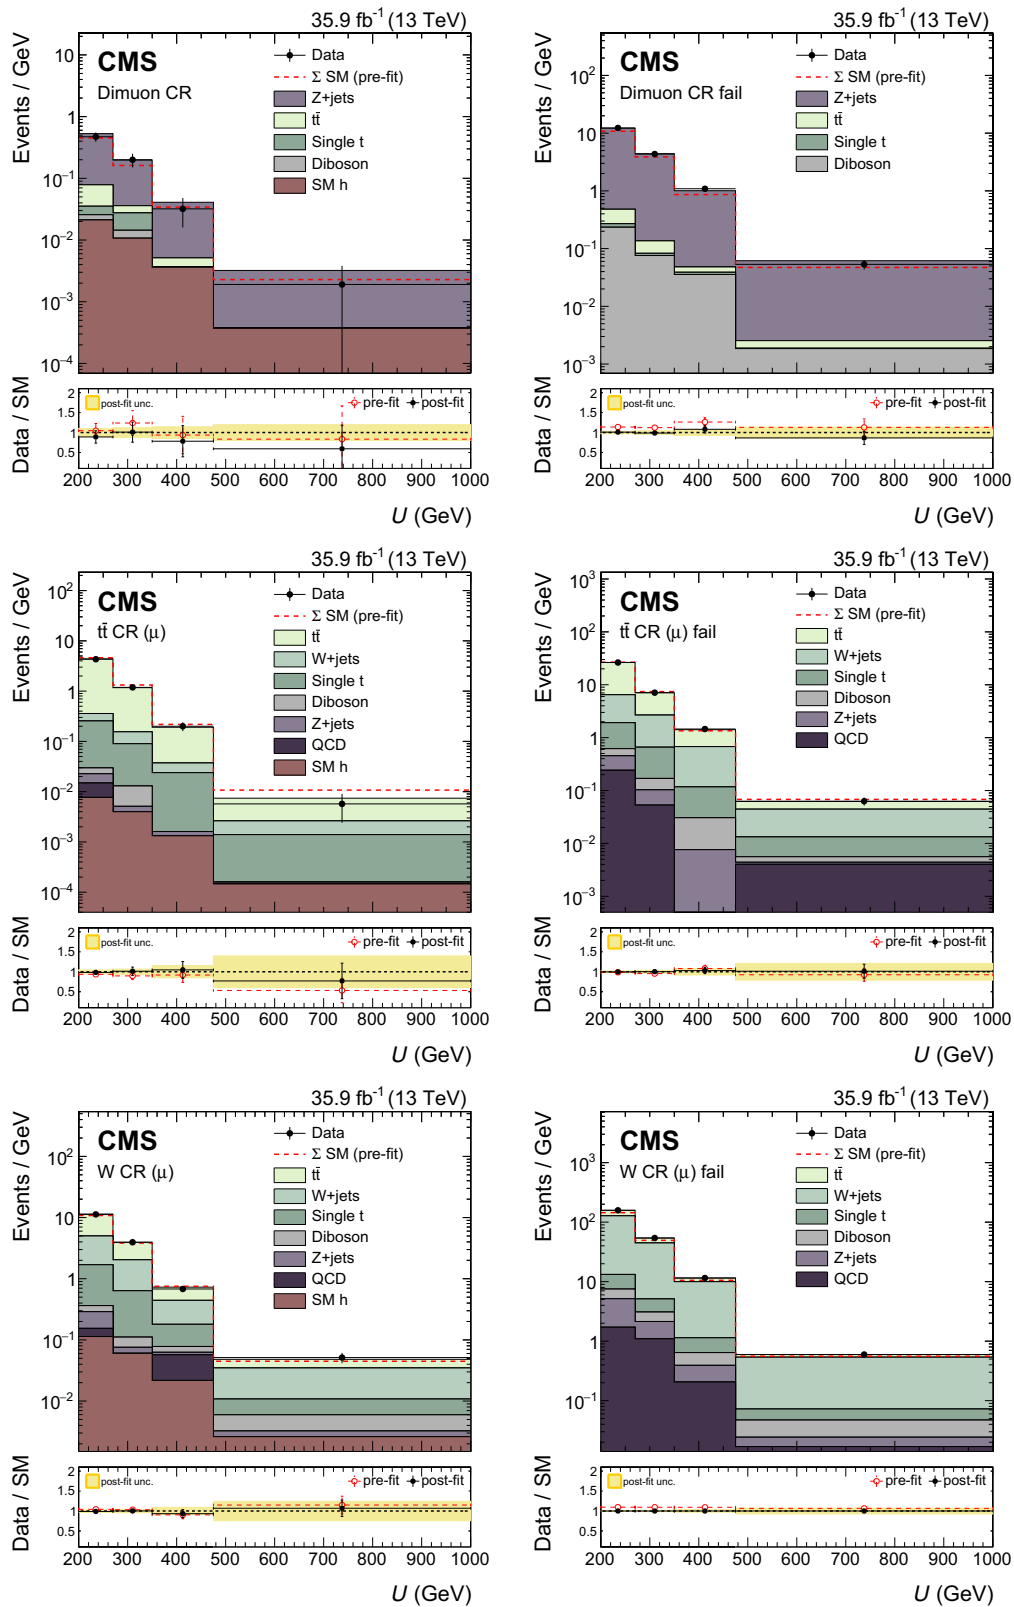 35.9 fb⁻¹ (13 TeV)
Events / GeV
10
1
10⁻¹
10⁻²
10⁻³
10⁻⁴
CMS
Dimuon CR
Data
Σ SM (pre-fit)
Z+jets
tt̄
Single t
Diboson
SM h
Data / SM
2
1.5
1
0.5
post-fit unc.
pre-fit
post-fit
200 300 400 500 600 700 800 900 1000
U (GeV)
35.9 fb⁻¹ (13 TeV)
Events / GeV
10²
10
1
10⁻¹
10⁻²
10⁻³
CMS
Dimuon CR fail
Data
Σ SM (pre-fit)
Z+jets
tt̄
Single t
Diboson
Data / SM
2
1.5
1
0.5
post-fit unc.
pre-fit
post-fit
200 300 400 500 600 700 800 900 1000
U (GeV)
35.9 fb⁻¹ (13 TeV)
Events / GeV
10²
10
1
10⁻¹
10⁻²
10⁻³
10⁻⁴
CMS
tt̄ CR (μ)
Data
Σ SM (pre-fit)
tt̄
W+jets
Single t
Diboson
Z+jets
QCD
SM h
Data / SM
2
1.5
1
0.5
post-fit unc.
pre-fit
post-fit
200 300 400 500 600 700 800 900 1000
U (GeV)
35.9 fb⁻¹ (13 TeV)
Events / GeV
10³
10²
10
1
10⁻¹
10⁻²
10⁻³
CMS
tt̄ CR (μ) fail
Data
Σ SM (pre-fit)
tt̄
W+jets
Single t
Diboson
Z+jets
QCD
Data / SM
2
1.5
1
0.5
post-fit unc.
pre-fit
post-fit
200 300 400 500 600 700 800 900 1000
U (GeV)
35.9 fb⁻¹ (13 TeV)
Events / GeV
10²
10
1
10⁻¹
10⁻²
CMS
W CR (μ)
Data
Σ SM (pre-fit)
tt̄
W+jets
Single t
Diboson
Z+jets
QCD
SM h
Data / SM
2
1.5
1
0.5
post-fit unc.
pre-fit
post-fit
200 300 400 500 600 700 800 900 1000
U (GeV)
35.9 fb⁻¹ (13 TeV)
Events / GeV
10³
10²
10
1
10⁻¹
CMS
W CR (μ) fail
Data
Σ SM (pre-fit)
tt̄
W+jets
Single t
Diboson
Z+jets
QCD
Data / SM
2
1.5
1
0.5
post-fit unc.
pre-fit
post-fit
200 300 400 500 600 700 800 900 1000
U (GeV)